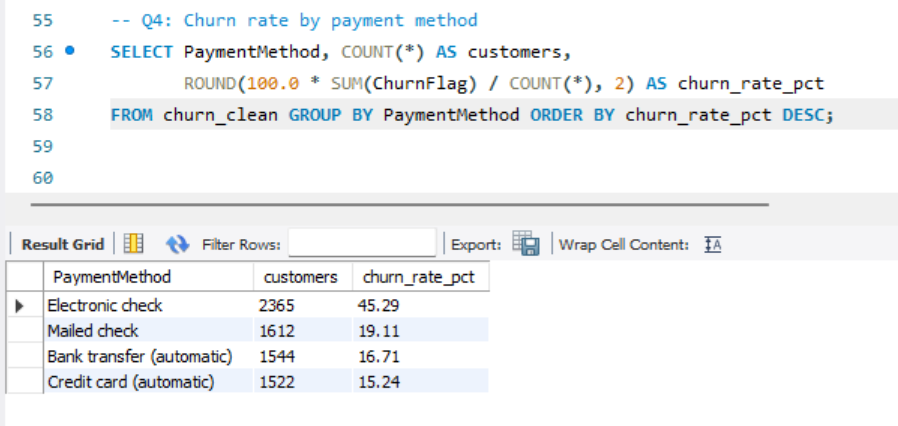 55 -- Q4: Churn rate by payment method
56 SELECT PaymentMethod, COUNT(*) AS customers,
57 ROUND(100.0 * SUM(ChurnFlag) / COUNT(*), 2) AS churn_rate_pct
58 FROM churn_clean GROUP BY PaymentMethod ORDER BY churn_rate_pct DESC;
59
60
Result Grid Filter Rows: Export: Wrap Cell Content: IA
PaymentMethod customers churn_rate_pct
Electronic check 2365 45.29
Mailed check 1612 19.11
Bank transfer (automatic) 1544 16.71
Credit card (automatic) 1522 15.24